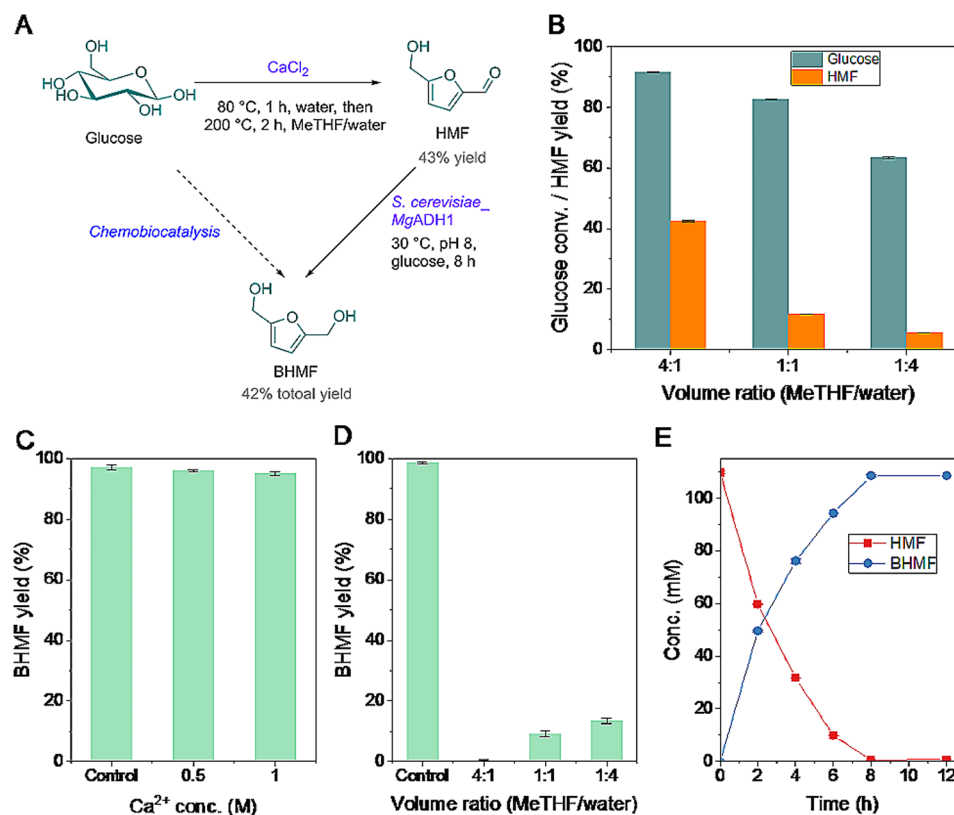 A
OH
HO
HO
O
OH
OH
Glucose
CaCl2
80 °C, 1 h, water, then
200 °C, 2 h, MeTHF/water
OH
O
O
HMF
43% yield
Chemobiocatalysis
S. cerevisiae_
MgADH1
30 °C, pH 8,
glucose, 8 h
OH
O
OH
BHMF
42% totoal yield
B
Glucose conv. / HMF yield (%)
100
80
60
40
20
0
Glucose
HMF
4:1
1:1
1:4
Volume ratio (MeTHF/water)
C
BHMF yield (%)
100
80
60
40
20
0
Control
0.5
1
Ca2+ conc. (M)
D
BHMF yield (%)
100
80
60
40
20
0
Control
4:1
1:1
1:4
Volume ratio (MeTHF/water)
E
Conc. (mM)
100
80
60
40
20
0
HMF
BHMF
0
2
4
6
8
10
12
Time (h)